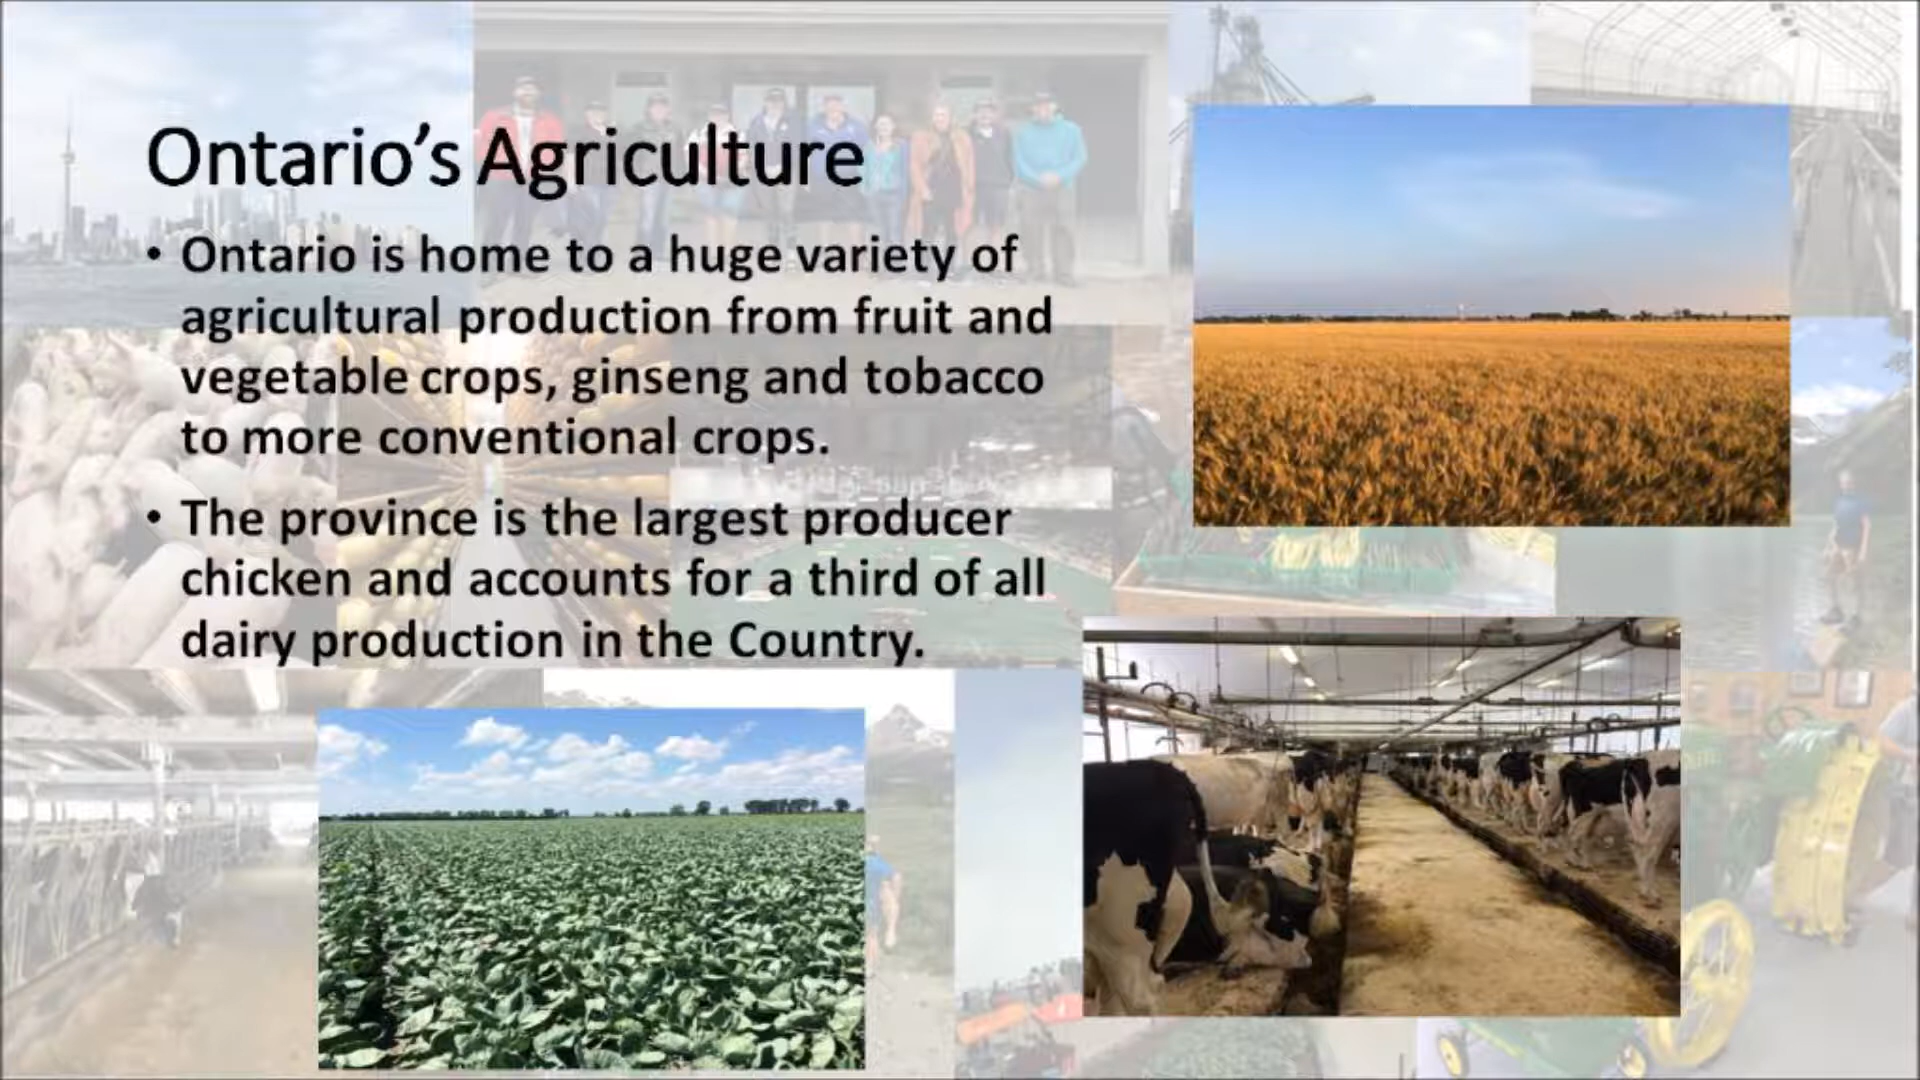 Ontario’s Agriculture
• Ontario is home to a huge variety of
agricultural production from fruit and
vegetable crops, ginseng and tobacco
to more conventional crops.
• The province is the largest producer
chicken and accounts for a third of all
dairy production in the Country.